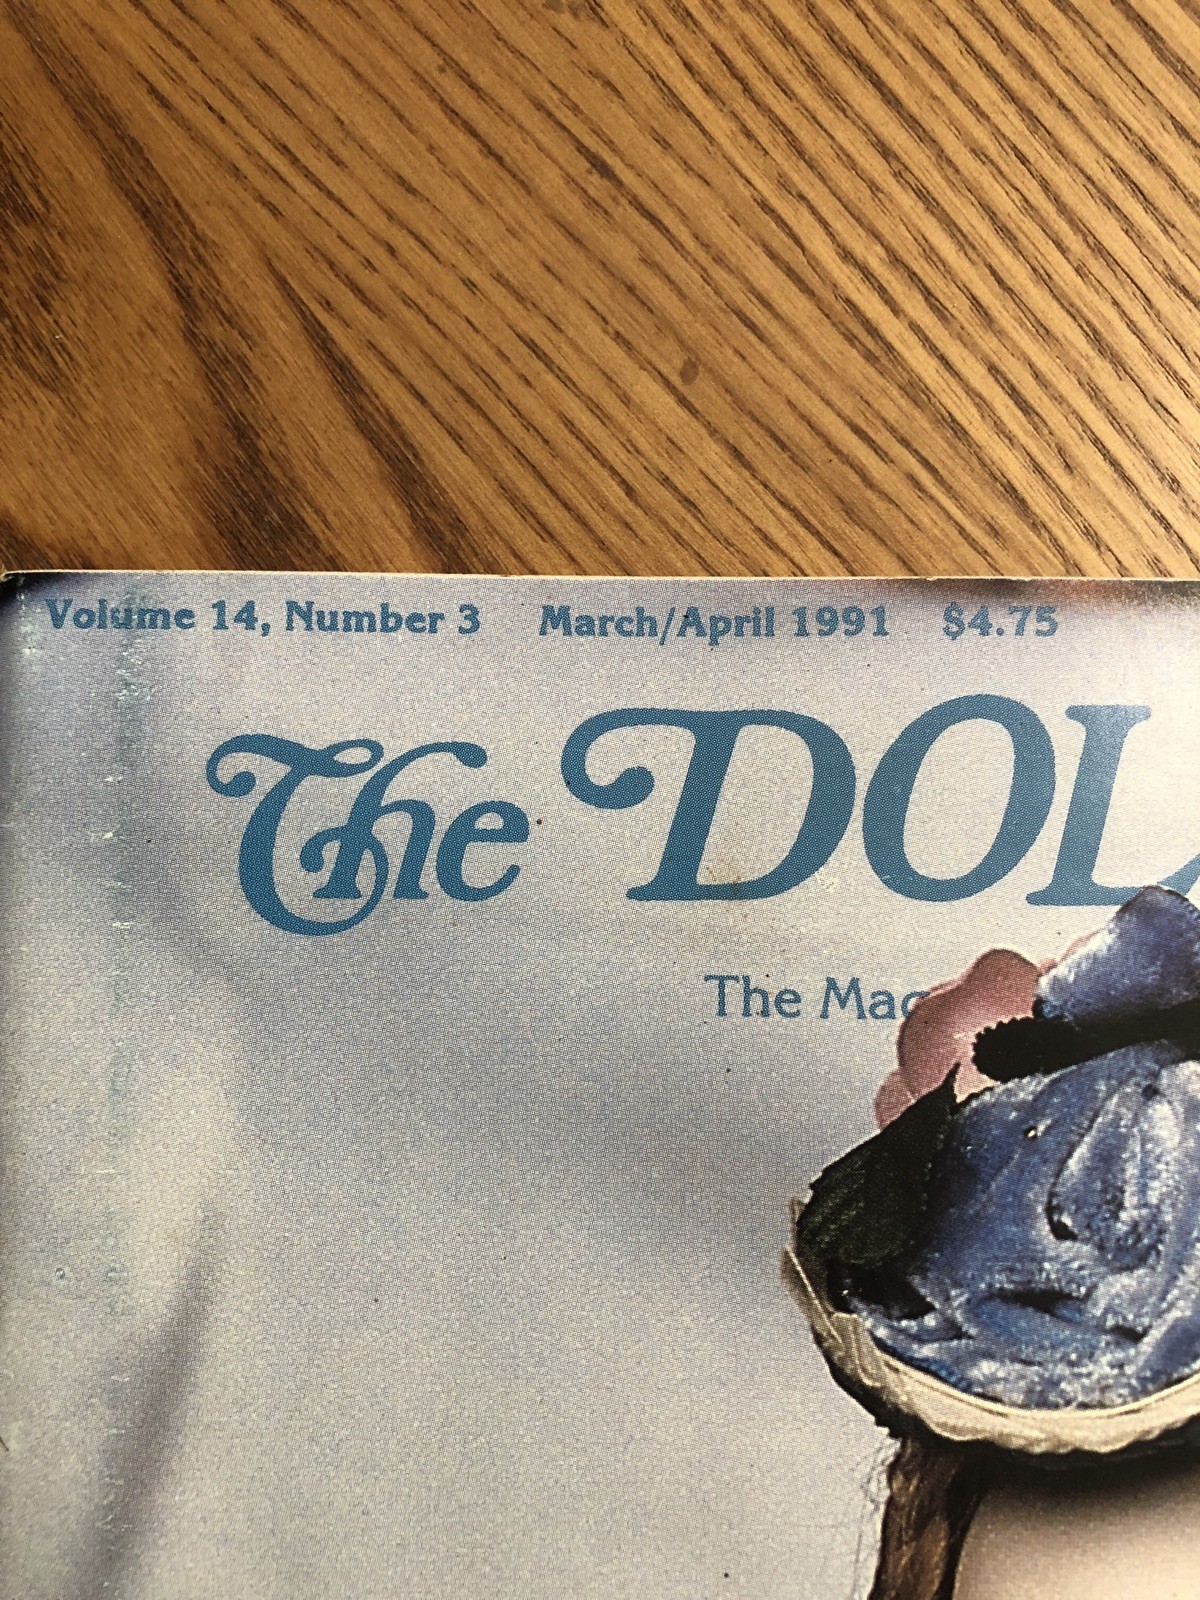 Volume 14, Number 3 March/April 1991 $4.75
The DOL
The Mag